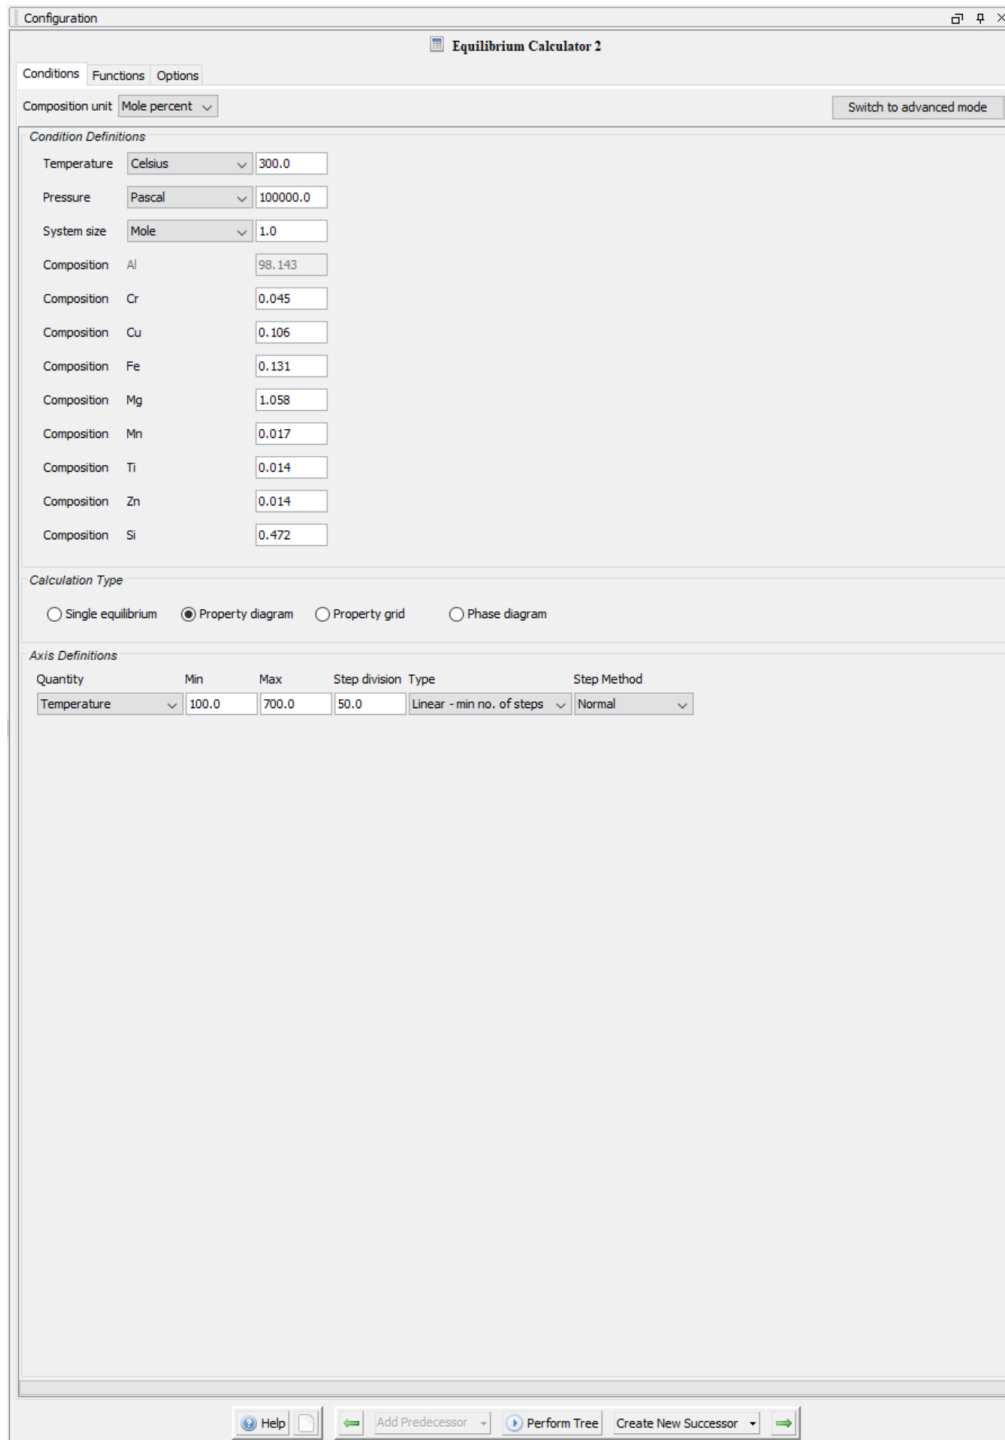 Configuration
Equilibrium Calculator 2
Conditions Functions Options
Composition unit Mole percent Switch to advanced mode
Condition Definitions
Temperature Celsius 300.0
Pressure Pascal 100000.0
System size Mole 1.0
Composition Al 98.143
Composition Cr 0.045
Composition Cu 0.106
Composition Fe 0.131
Composition Mg 1.058
Composition Mn 0.017
Composition Ti 0.014
Composition Zn 0.014
Composition Si 0.472
Calculation Type
Single equilibrium Property diagram Property grid Phase diagram
Axis Definitions
Quantity Min Max Step division Type Step Method
Temperature 100.0 700.0 50.0 Linear - min no. of steps Normal
Help Add Predecessor Perform Tree Create New Successor